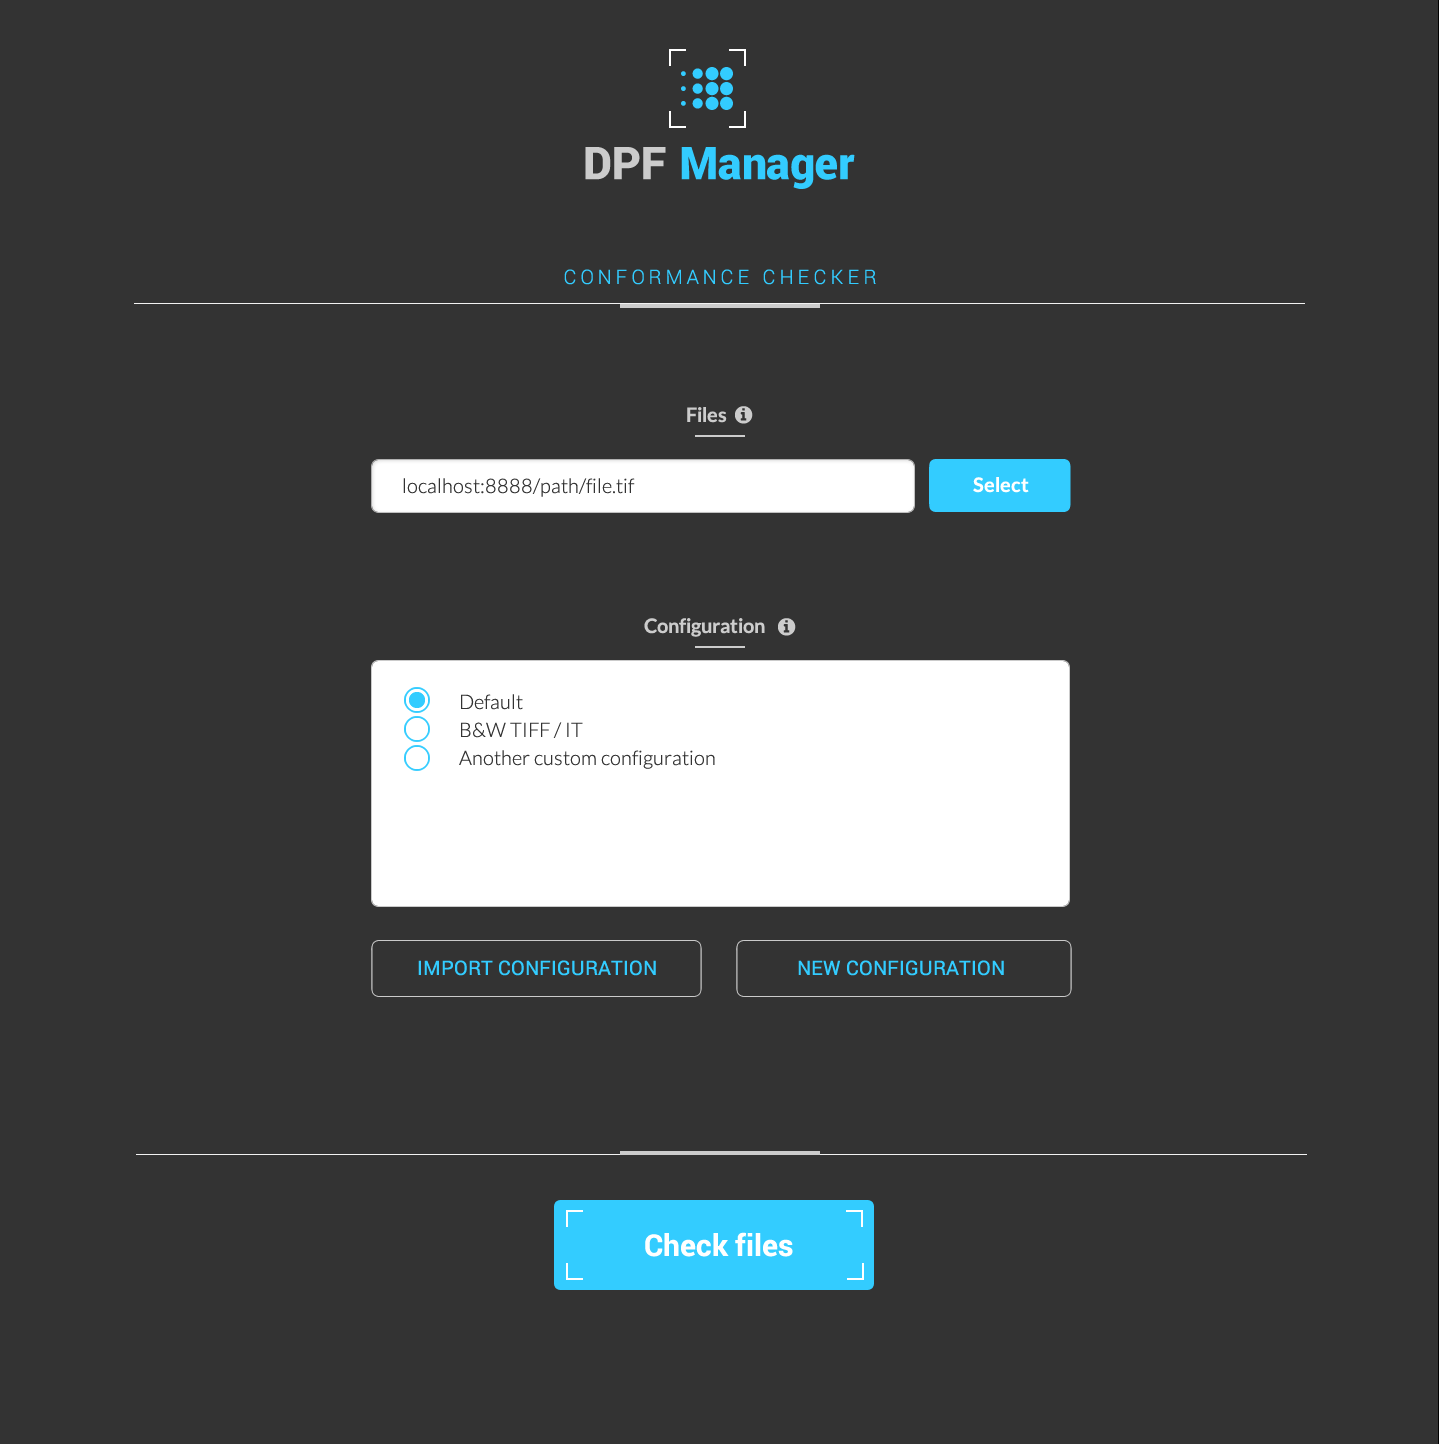 DPF Manager
CONFORMANCE CHECKER
Files
localhost:8888/path/file.tif
Select
Configuration
Default
B&W TIFF / IT
Another custom configuration
IMPORT CONFIGURATION
NEW CONFIGURATION
Check files